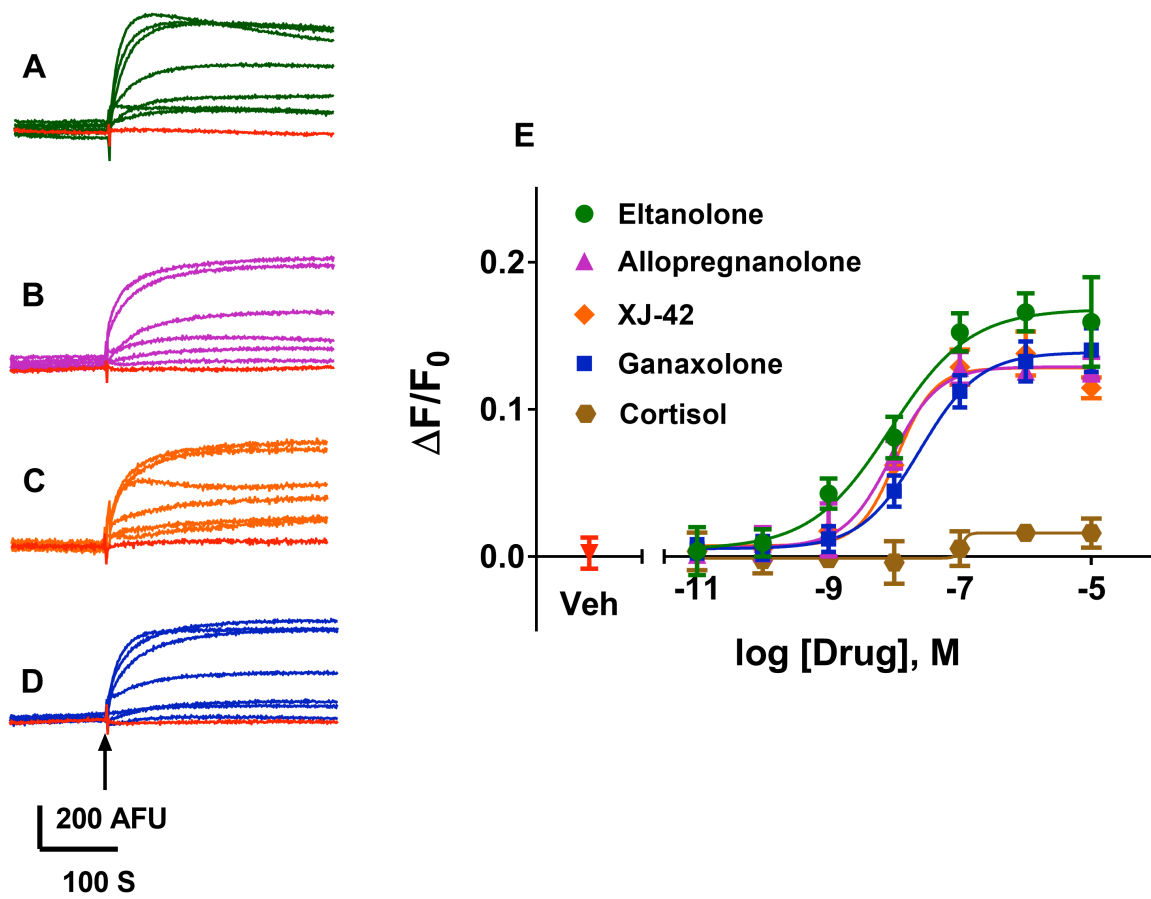 A
B
C
D
200 AFU
100 S
E
Eltanolone
Allopregnanolone
XJ-42
Ganaxolone
Cortisol
ΔF/F0
0.2
0.1
0.0
Veh
-11
-9
-7
-5
log [Drug], M